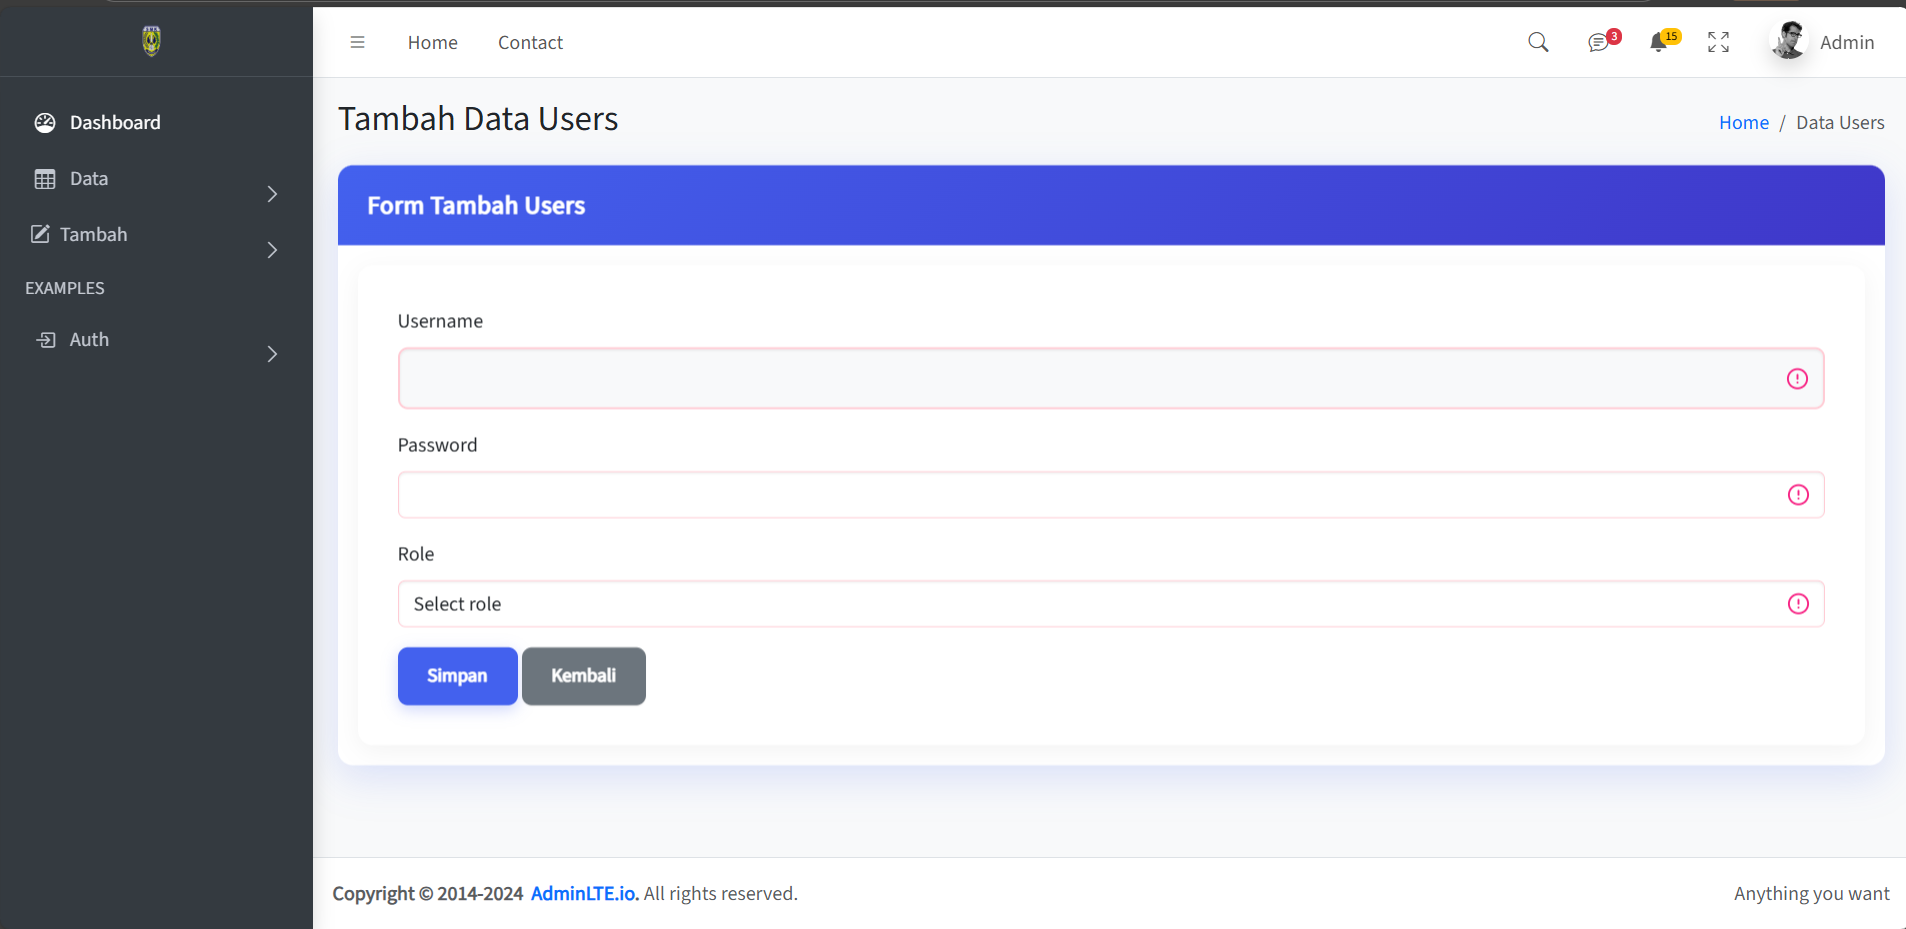 Home Contact 3 15 Admin
Dashboard
Data
Tambah
EXAMPLES
Auth
Tambah Data Users
Home / Data Users
Form Tambah Users
Username
Password
Role
Select role
Simpan Kembali
Copyright © 2014-2024 AdminLTE.io. All rights reserved.
Anything you want